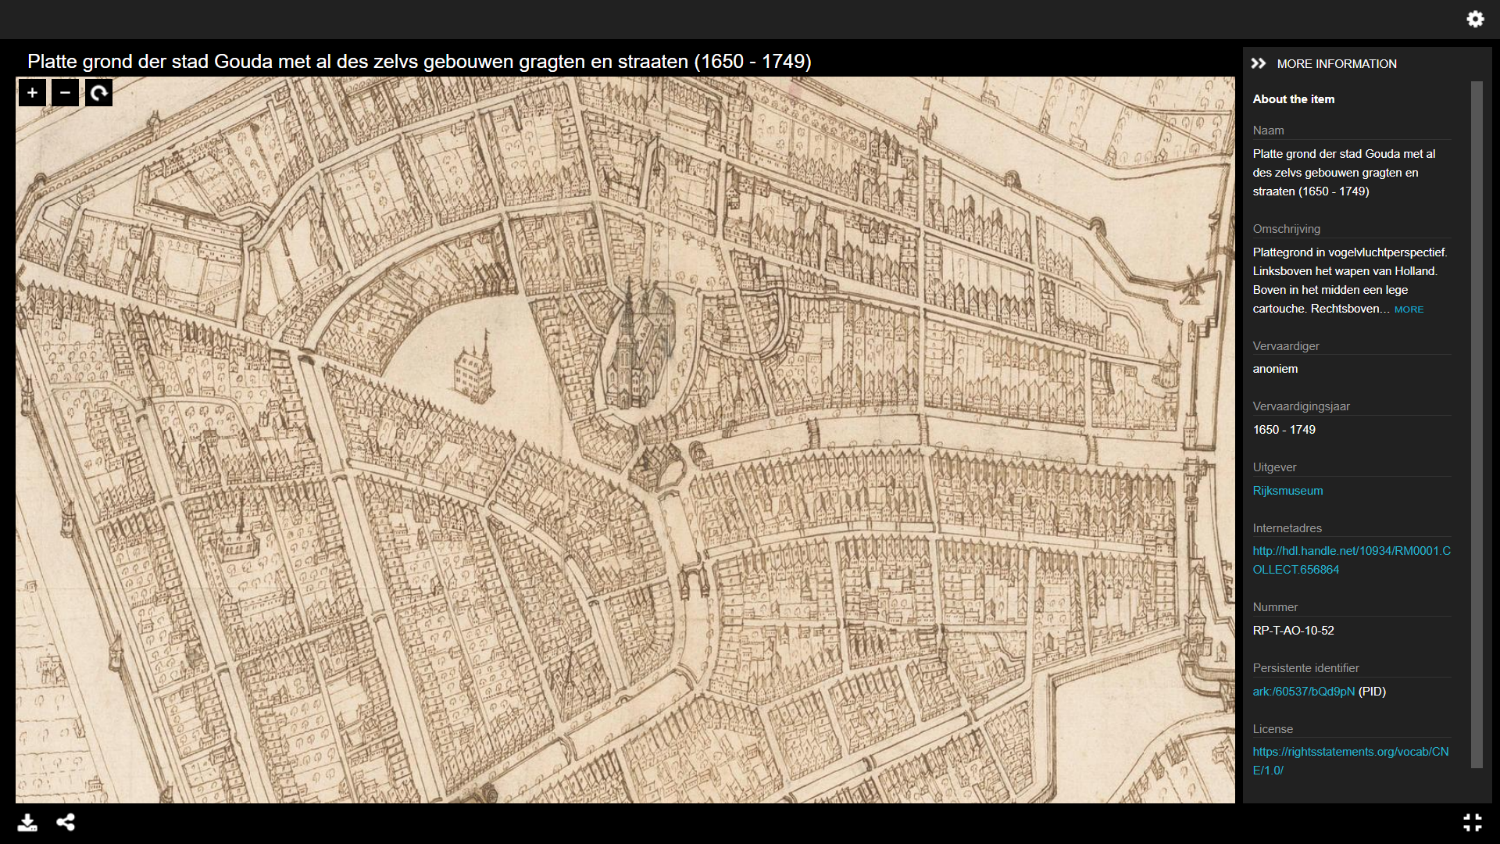 Platte grond der stad Gouda met al des zelvs gebouwen gragten en straaten (1650 - 1749)
MORE INFORMATION
About the item
Naam
Platte grond der stad Gouda met al
des zelvs gebouwen gragten en
straaten (1650 - 1749)
Omschrijving
Plattegrond in vogelvluchtperspectief.
Linksboven het wapen van Holland.
Boven in het midden een lege
cartouche. Rechtsboven... MORE
Vervaardiger
anoniem
Vervaardigingsjaar
1650 - 1749
Uitgever
Rijksmuseum
Internetadres
http://hdl.handle.net/10934/RM0001.C
OLLECT.656864
Nummer
RP-T-AO-10-52
Persistente identifier
ark:/60537/bQd9pN (PID)
License
https://rightsstatements.org/vocab/CN
E/1.0/